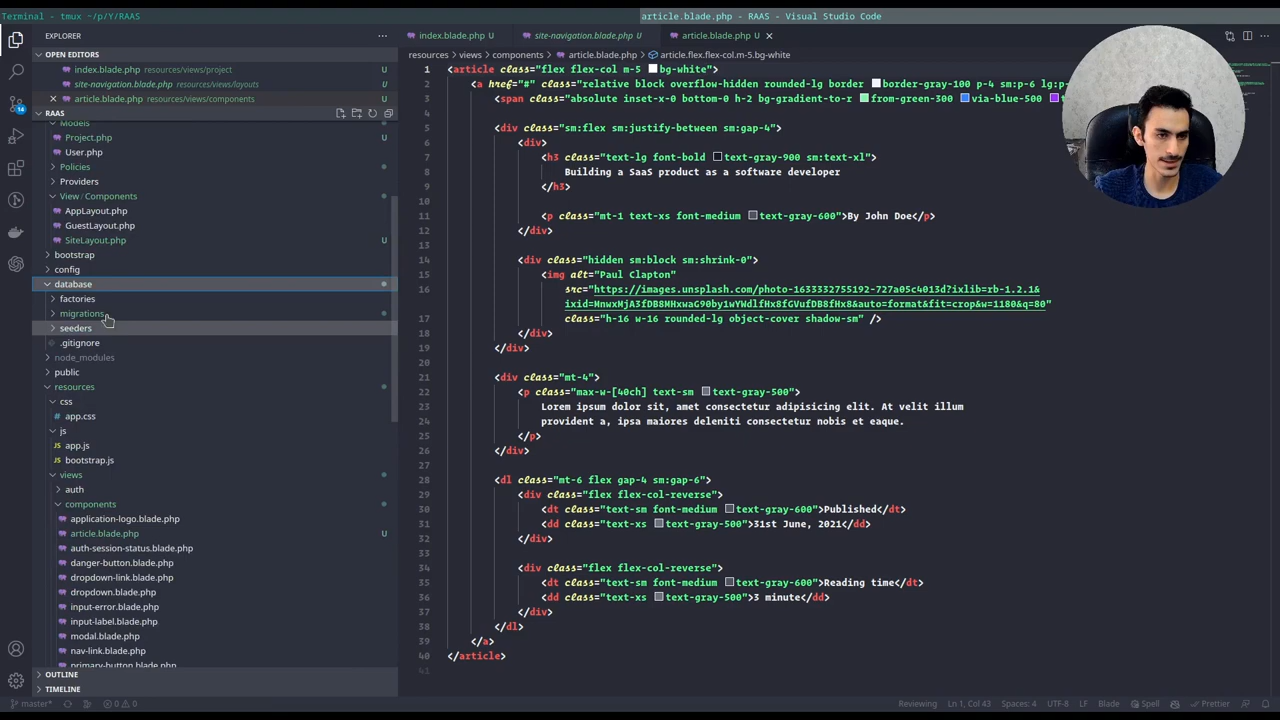 Terminal - tmux ~/p/Y/RAAS
article.blade.php - RAAS - Visual Studio Code
EXPLORER
OPEN EDITORS
index.blade.php resources/views/project U
site-navigation.blade.php resources/views/layouts U
article.blade.php resources/views/components U
RAAS
Models
Project.php U
User.php
Policies
Providers
View / Components
AppLayout.php
GuestLayout.php
SiteLayout.php U
bootstrap
config
database
factories
migrations
seeders
.gitignore
node_modules
public
resources
css
app.css
js
app.js
bootstrap.js
views
auth
components
application-logo.blade.php
article.blade.php U
auth-session-status.blade.php
danger-button.blade.php
dropdown-link.blade.php
dropdown.blade.php
input-error.blade.php
input-label.blade.php
modal.blade.php
nav-link.blade.php
primary-button.blade.php
OUTLINE
TIMELINE
14
index.blade.php U
site-navigation.blade.php U
article.blade.php U
resources > views > components > article.blade.php > article.flex.flex-col.m-5.bg-white
1 <article class="flex flex-col m-5 bg-white">
2 <a href="#" class="relative block overflow-hidden rounded-lg border border-gray-100 p-4 sm:p-6 lg:p-
3 <span class="absolute inset-x-0 bottom-0 h-2 bg-gradient-to-r from-green-300 via-blue-500
4
5 <div class="sm:flex sm:justify-between sm:gap-4">
6 <div>
7 <h3 class="text-lg font-bold text-gray-900 sm:text-xl">
8 Building a SaaS product as a software developer
9 </h3>
10
11 <p class="mt-1 text-xs font-medium text-gray-600">By John Doe</p>
12 </div>
13
14 <div class="hidden sm:block sm:shrink-0">
15 <img alt="Paul Clapton"
16 src="https://images.unsplash.com/photo-1633332755192-727a05c4013d?ixlib=rb-1.2.1&
ixid=MnwxMjA3fDB8MHxwaG90by1wYWdlfHx8fGVufDB8fHx8&auto=format&fit=crop&w=1180&q=80"
17 class="h-16 w-16 rounded-lg object-cover shadow-sm" />
18 </div>
19 </div>
20
21 <div class="mt-4">
22 <p class="max-w-[40ch] text-sm text-gray-500">
23 Lorem ipsum dolor sit, amet consectetur adipisicing elit. At velit illum
24 provident a, ipsa maiores deleniti consectetur nobis et eaque.
25 </p>
26 </div>
27
28 <dl class="mt-6 flex gap-4 sm:gap-6">
29 <div class="flex flex-col-reverse">
30 <dt class="text-sm font-medium text-gray-600">Published</dt>
31 <dd class="text-xs text-gray-500">31st June, 2021</dd>
32 </div>
33
34 <div class="flex flex-col-reverse">
35 <dt class="text-sm font-medium text-gray-600">Reading time</dt>
36 <dd class="text-xs text-gray-500">3 minute</dd>
37 </div>
38 </dl>
39 </a>
40 </article>
41
master* 0 0 Reviewing Ln 1, Col 43 Spaces: 4 UTF-8 LF Blade Spell Prettier